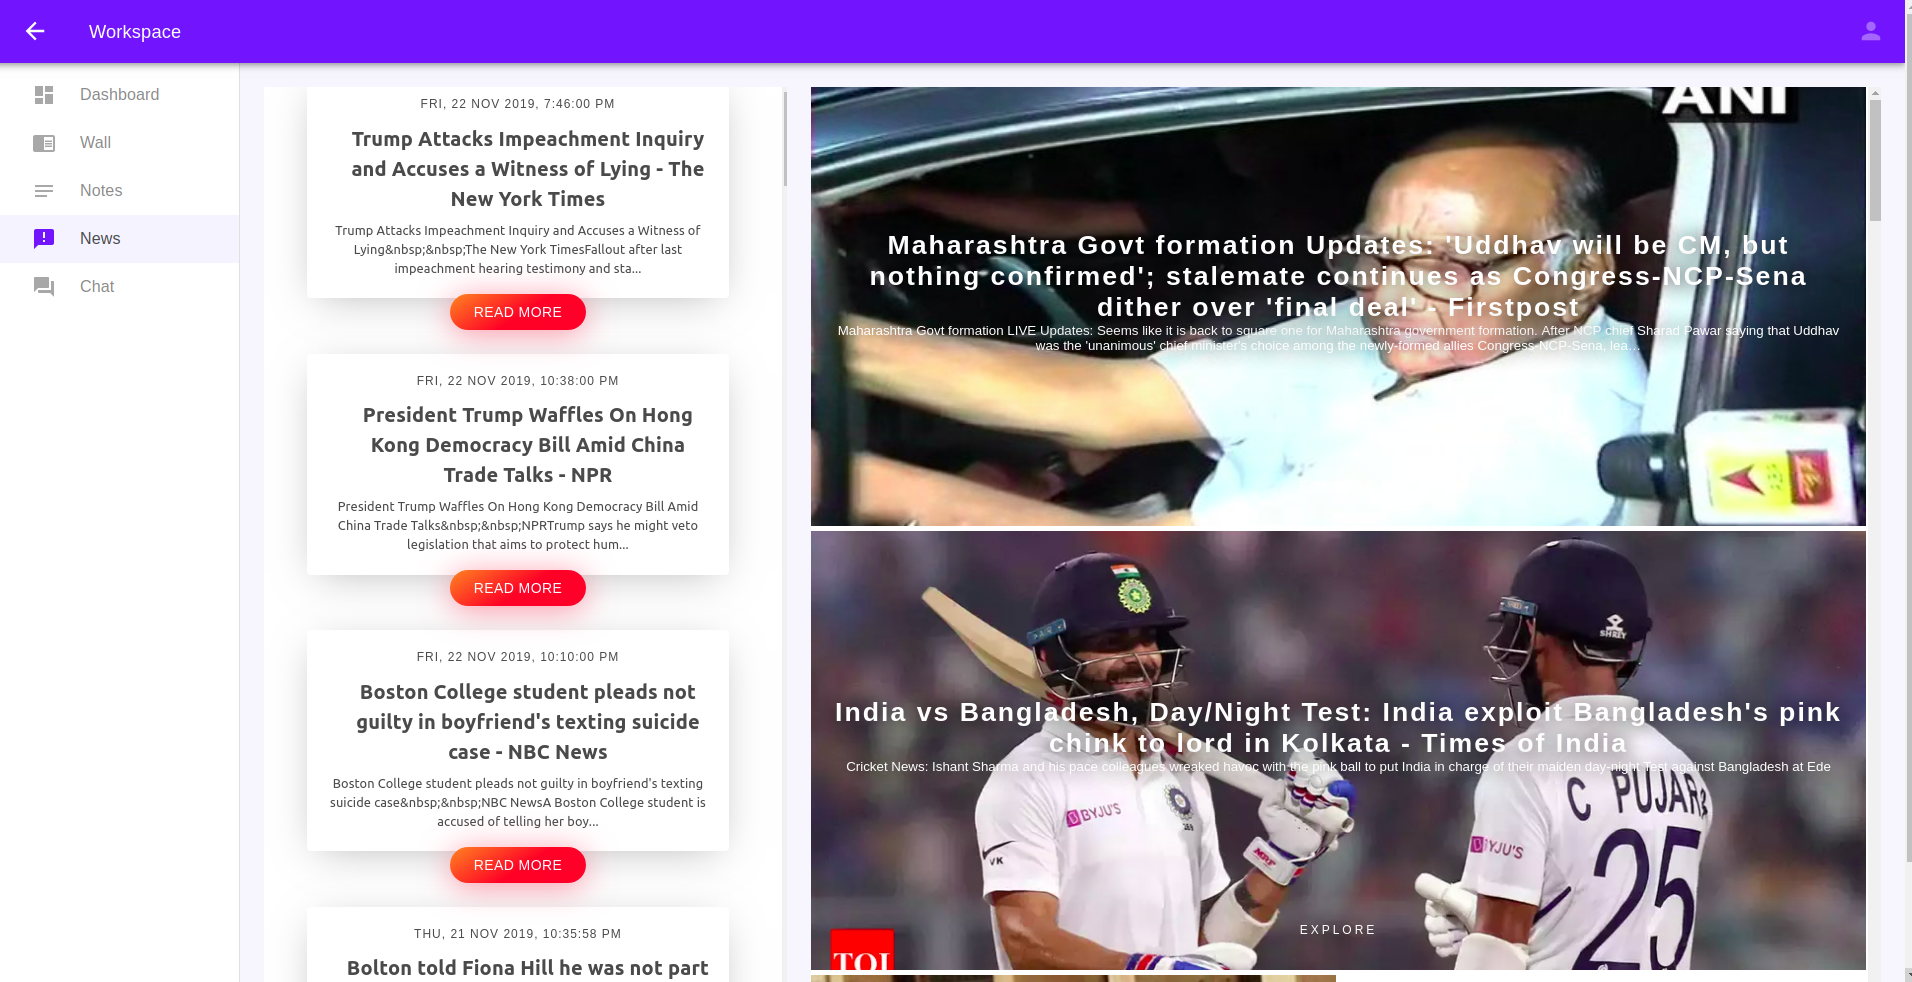 Workspace
Dashboard
Wall
Notes
News
Chat
FRI, 22 NOV 2019, 7:46:00 PM
Trump Attacks Impeachment Inquiry
and Accuses a Witness of Lying - The
New York Times
Trump Attacks Impeachment Inquiry and Accuses a Witness of
Lying&nbsp;&nbsp;The New York TimesFallout after last
impeachment hearing testimony and sta...
READ MORE
FRI, 22 NOV 2019, 10:38:00 PM
President Trump Waffles On Hong
Kong Democracy Bill Amid China
Trade Talks - NPR
President Trump Waffles On Hong Kong Democracy Bill Amid
China Trade Talks&nbsp;&nbsp;NPRTrump says he might veto
legislation that aims to protect hum...
READ MORE
FRI, 22 NOV 2019, 10:10:00 PM
Boston College student pleads not
guilty in boyfriend's texting suicide
case - NBC News
Boston College student pleads not guilty in boyfriend's texting
suicide case&nbsp;&nbsp;NBC NewsA Boston College student is
accused of telling her boy...
READ MORE
THU, 21 NOV 2019, 10:35:58 PM
Bolton told Fiona Hill he was not part
ANI
Maharashtra Govt formation Updates: 'Uddhav will be CM, but
nothing confirmed'; stalemate continues as Congress-NCP-Sena
dither over 'final deal' - Firstpost
Maharashtra Govt formation LIVE Updates: Seems like it is back to square one for Maharashtra government formation. After NCP chief Sharad Pawar saying that Uddhav
was the 'unanimous' chief minister's choice among the newly-formed allies Congress-NCP-Sena, lea…
SHREY
India vs Bangladesh, Day/Night Test: India exploit Bangladesh's pink
chink to lord in Kolkata - Times of India
Cricket News: Ishant Sharma and his pace colleagues wreaked havoc with the pink ball to put India in charge of their maiden day-night Test against Bangladesh at Ede
BYJU'S
C PUJARA
VK
MRF
BYJU'S
25
EXPLORE
TOI